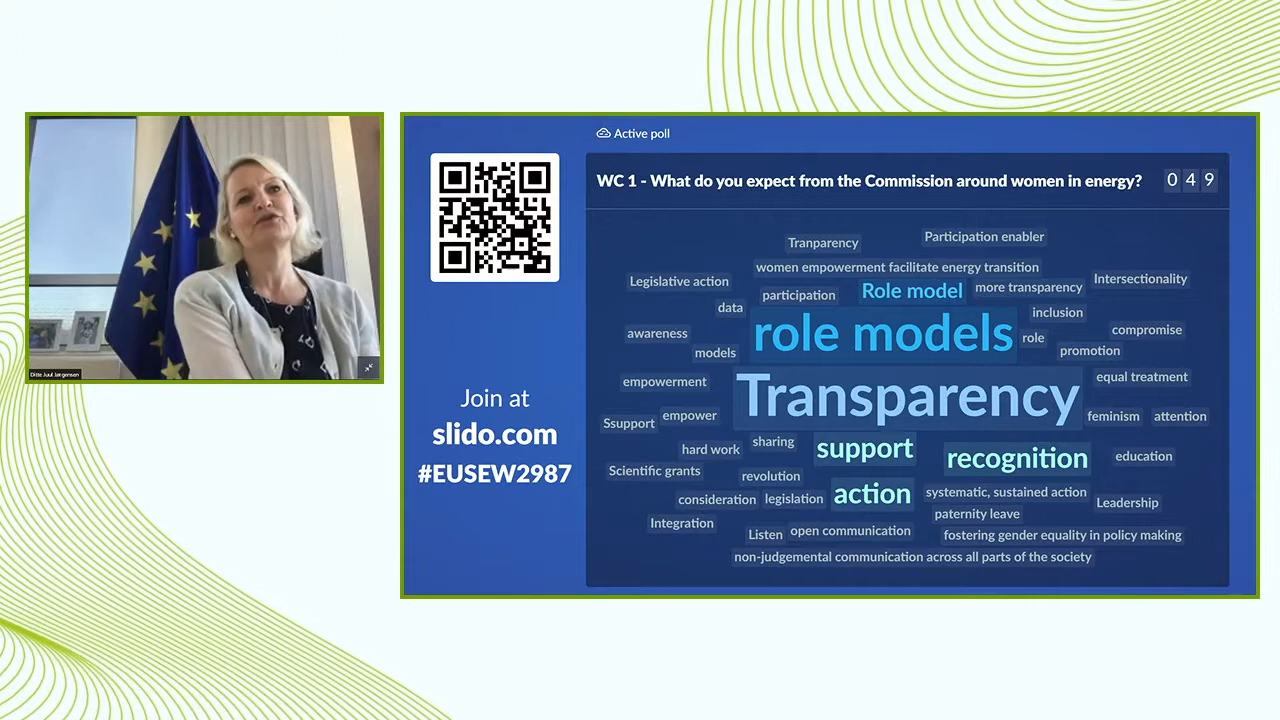 Ditte Juul Jørgensen
Active poll
WC 1 - What do you expect from the Commission around women in energy?
0 4 9
Join at
slido.com
#EUSEW2987
Tranparency
Participation enabler
women empowerment facilitate energy transition
Legislative action
participation
Role model
more transparency
Intersectionality
data
inclusion
awareness
role models
role
compromise
models
promotion
empowerment
Transparency
equal treatment
Ssupport
empower
feminism
attention
hard work
sharing
support
recognition
education
Scientific grants
revolution
consideration
legislation
action
systematic, sustained action
Leadership
paternity leave
Integration
Listen
open communication
fostering gender equality in policy making
non-judgemental communication across all parts of the society